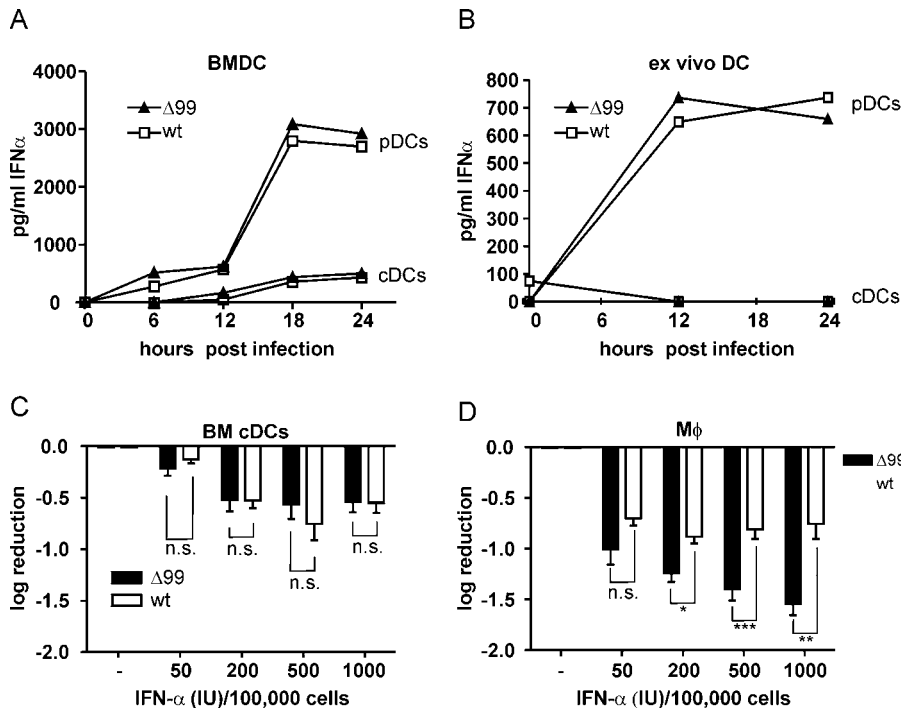 A
BMDC
4000
3000
2000
1000
0
pg/ml IFNα
Δ99
wt
pDCs
cDCs
0 6 12 18 24
hours post infection
B
ex vivo DC
800
700
600
500
400
300
200
100
0
pg/ml IFNα
Δ99
wt
pDCs
cDCs
0 6 12 18 24
hours post infection
C
BM cDCs
0.0
-0.5
-1.0
-1.5
-2.0
log reduction
n.s. n.s. n.s. n.s.
Δ99
wt
- 50 200 500 1000
IFN-α (IU)/100,000 cells
D
Mϕ
0.0
-0.5
-1.0
-1.5
-2.0
log reduction
n.s. * *** **
Δ99
wt
- 50 200 500 1000
IFN-α (IU)/100,000 cells